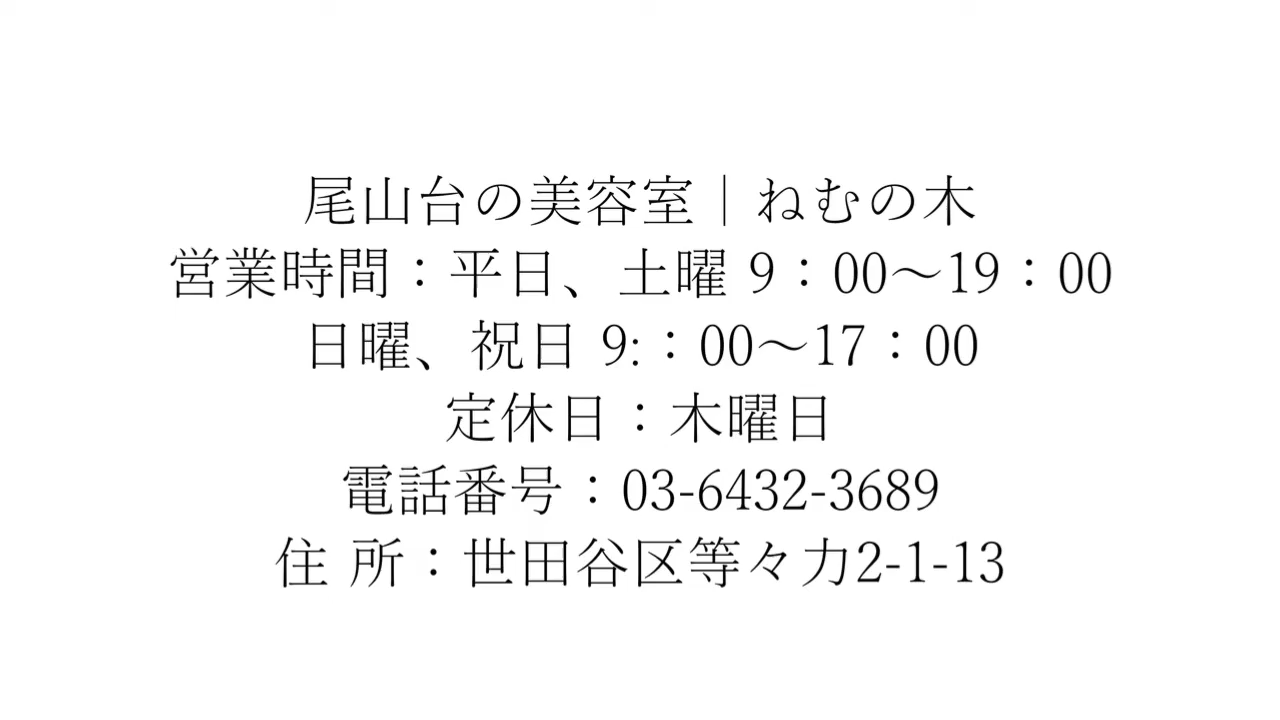 尾山台の美容室｜ねむの木
営業時間：平日、土曜 9：00〜19：00
日曜、祝日 9:：00〜17：00
定休日：木曜日
電話番号：03-6432-3689
住 所：世田谷区等々力2-1-13